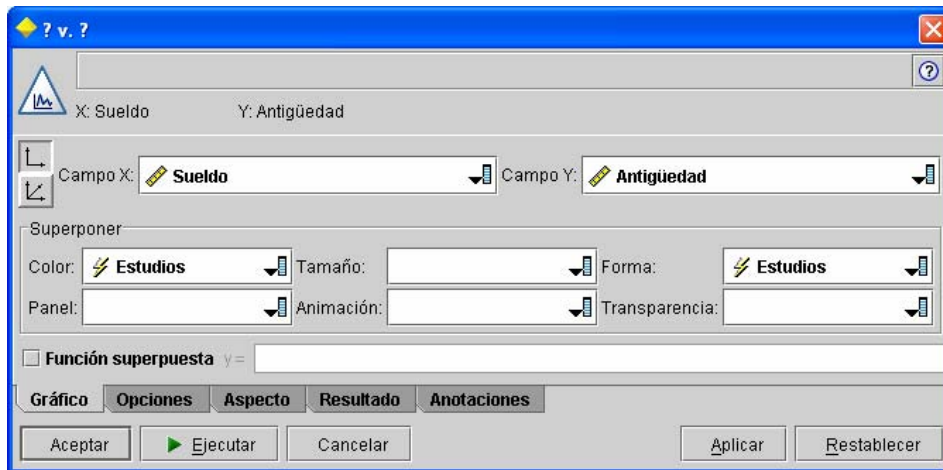 ? v. ?
X: Sueldo Y: Antigüedad
Campo X: Sueldo Campo Y: Antigüedad
Superponer
Color: Estudios Tamaño: Forma: Estudios
Panel: Animación: Transparencia:
Función superpuesta y =
Gráfico Opciones Aspecto Resultado Anotaciones
Aceptar Ejecutar Cancelar Aplicar Restablecer